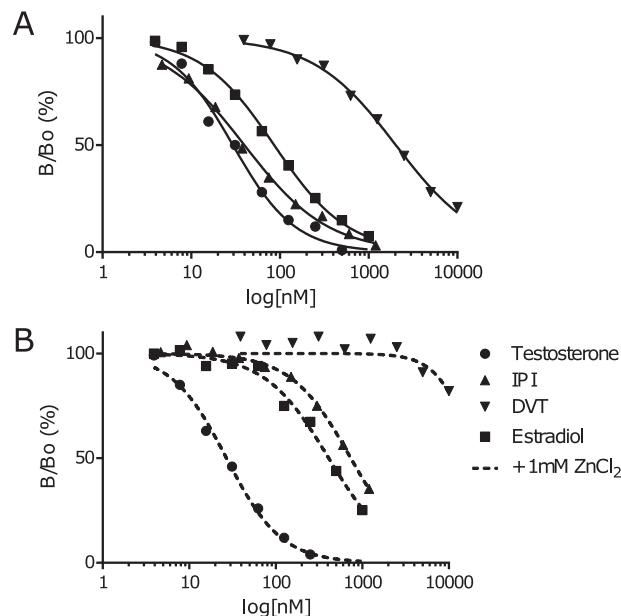 A
B/Bo (%)
100
50
0
1
10
100
1000
10000
log[nM]
B
B/Bo (%)
100
50
0
1
10
100
1000
10000
log[nM]
Testosterone
IPI
DVT
Estradiol
+1mM ZnCl₂